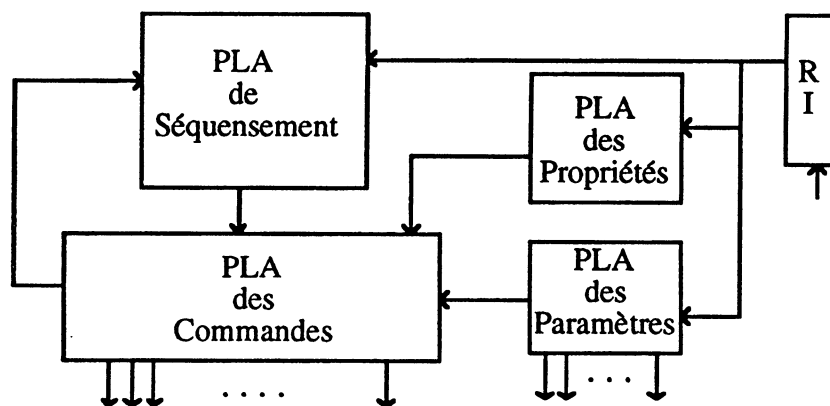 PLA
de
Séquensement
R
I
PLA
des
Propriétés
PLA
des
Commandes
PLA
des
Paramètres
. . . .
. . .